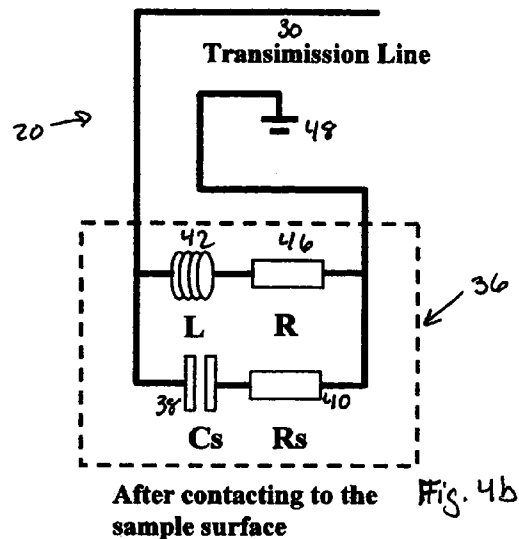 30
Transimission Line
20
48
42 46
36
L R
38 40
Cs Rs
After contacting to the
sample surface
Fig. 4b